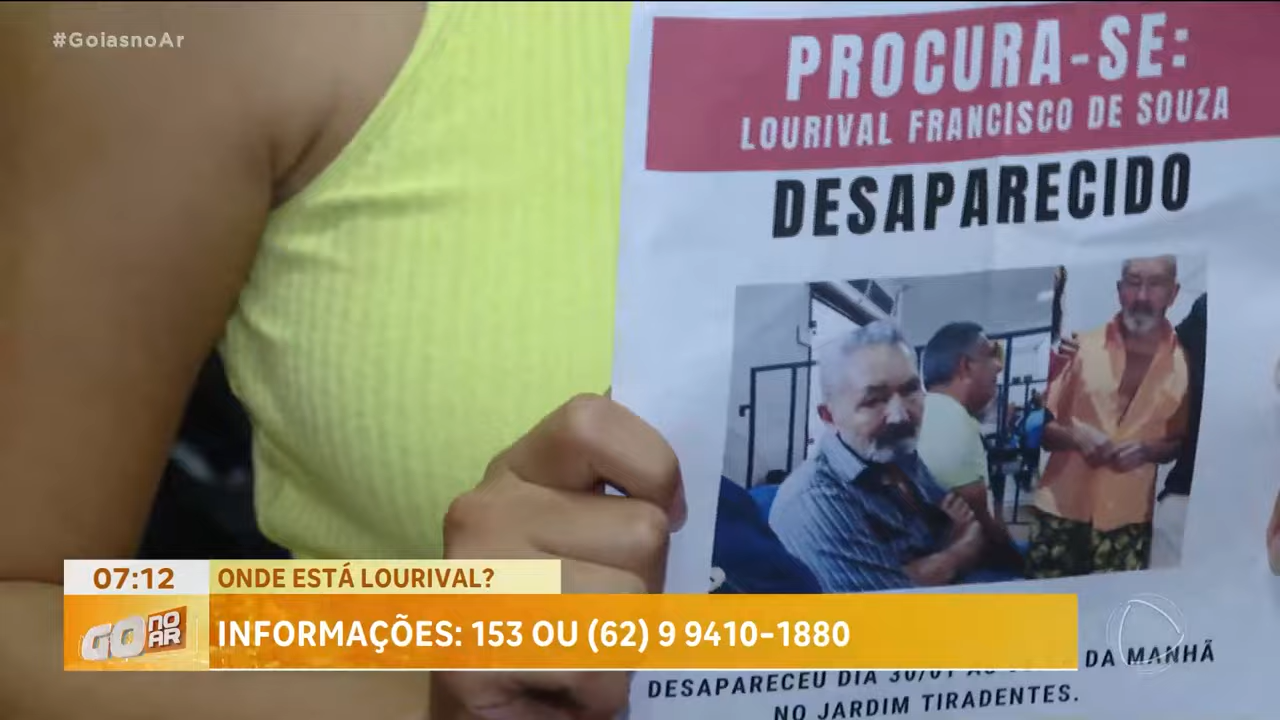 #GoiasnoAr
PROCURA-SE:
LOURIVAL FRANCISCO DE SOUZA
DESAPARECIDO
07:12
ONDE ESTÁ LOURIVAL?
GO NO AR
INFORMAÇÕES: 153 OU (62) 9 9410-1880
DESAPARECEU DIA 30/01 DA MANHÃ
NO JARDIM TIRADENTES.